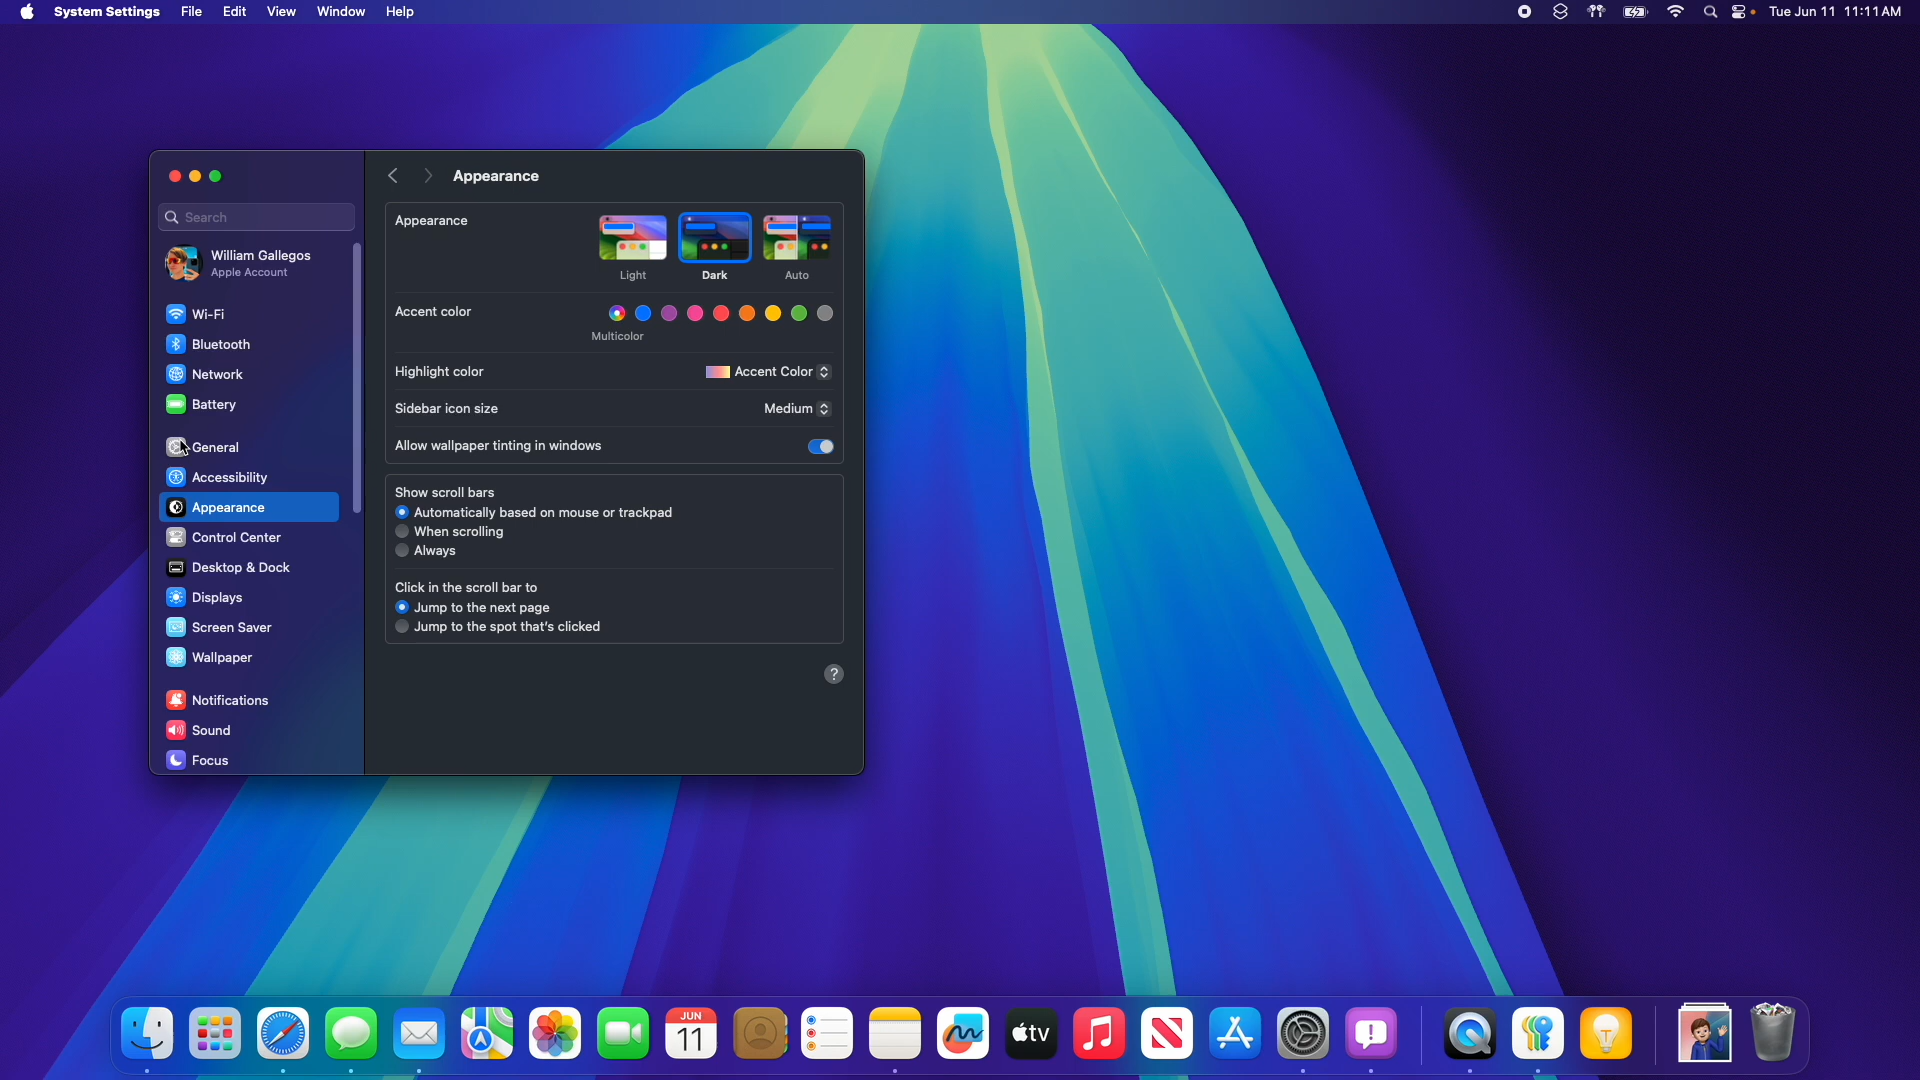 System Settings File Edit View Window Help
Tue Jun 11 11:11 AM
Search
William Gallegos
Apple Account
Wi-Fi
Bluetooth
Network
Battery
General
Accessibility
Appearance
Control Center
Desktop & Dock
Displays
Screen Saver
Wallpaper
Notifications
Sound
Focus
Appearance
Appearance
Light Dark Auto
Accent color
Multicolor
Highlight color Accent Color
Sidebar icon size Medium
Allow wallpaper tinting in windows
Show scroll bars
Automatically based on mouse or trackpad
When scrolling
Always
Click in the scroll bar to
Jump to the next page
Jump to the spot that's clicked
?
JUN
11
tv